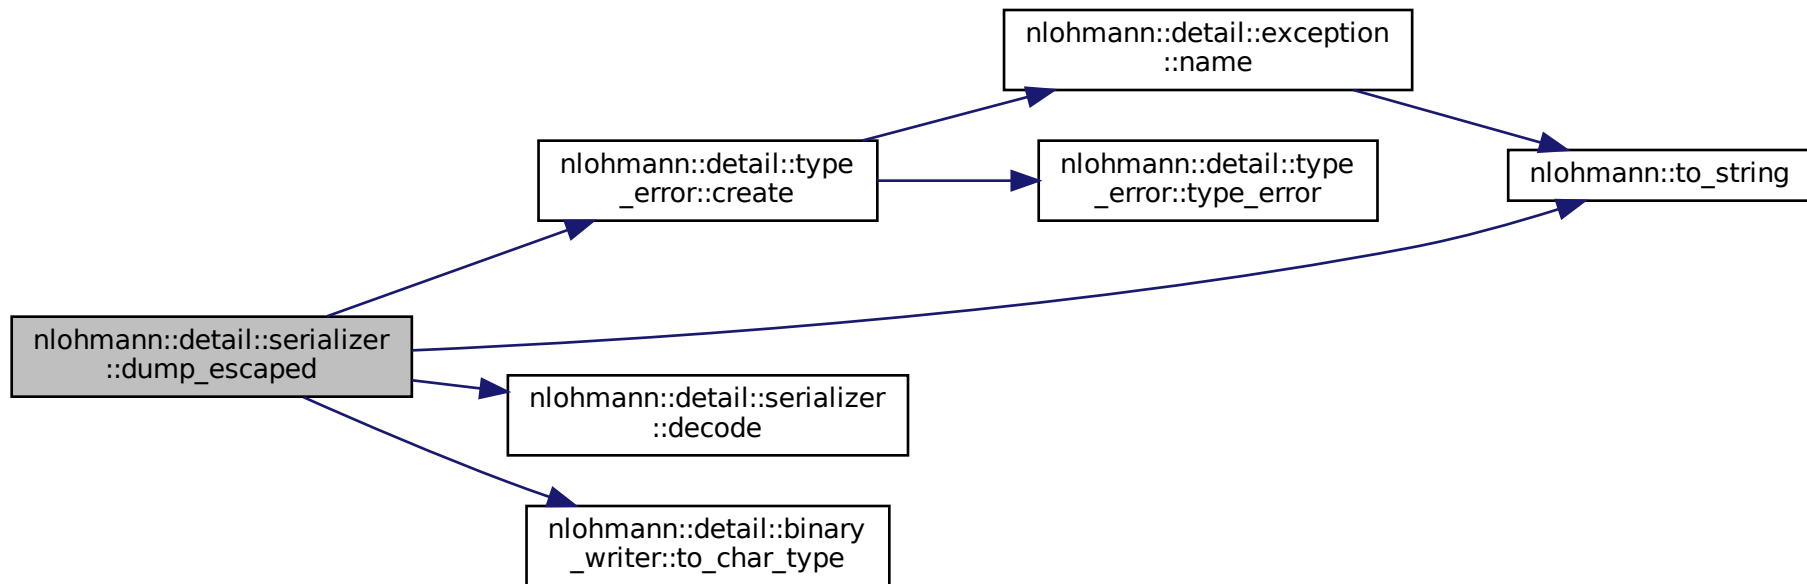 nlohmann::detail::exception
::name
nlohmann::detail::type
_error::create
nlohmann::detail::type
_error::type_error
nlohmann::to_string
nlohmann::detail::serializer
::dump_escaped
nlohmann::detail::serializer
::decode
nlohmann::detail::binary
_writer::to_char_type